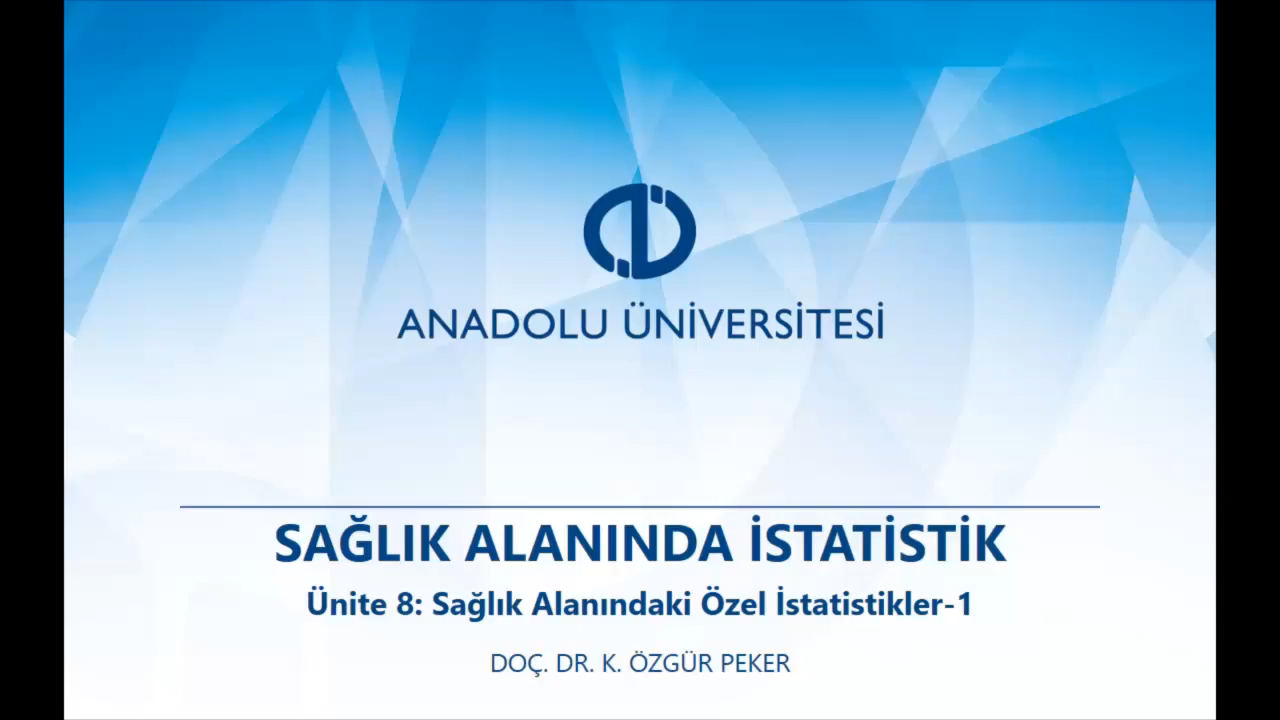 ANADOLU ÜNİVERSİTESİ
SAĞLIK ALANINDA İSTATİSTİK
Ünite 8: Sağlık Alanındaki Özel İstatistikler-1
DOÇ. DR. K. ÖZGÜR PEKER